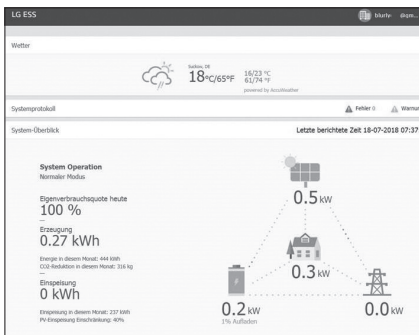 LG ESS
blurly- @gm...
Wetter
DE
18°C/65°F
16/23 °C
61/74 °F
powered by AccuWeather
Systemprotokoll
Fehler 0
Warnun
System-Überblick
Letzte berichtete Zeit 18-07-2018 07:37
System Operation
Normaler Modus
Eigenverbrauchsquote heute
100 %
Erzeugung
0.27 kWh
Energie in diesem Monat: 444 kWh
CO2-Reduktion in diesem Monat: 316 kg
Einspeisung
0 kWh
Einspeisung in diesem Monat: 237 kWh
PV-Einspeisung Einschränkung: 40%
0.5 kW
0.3 kW
0.2 kW
1% Aufladen
0.0 kW